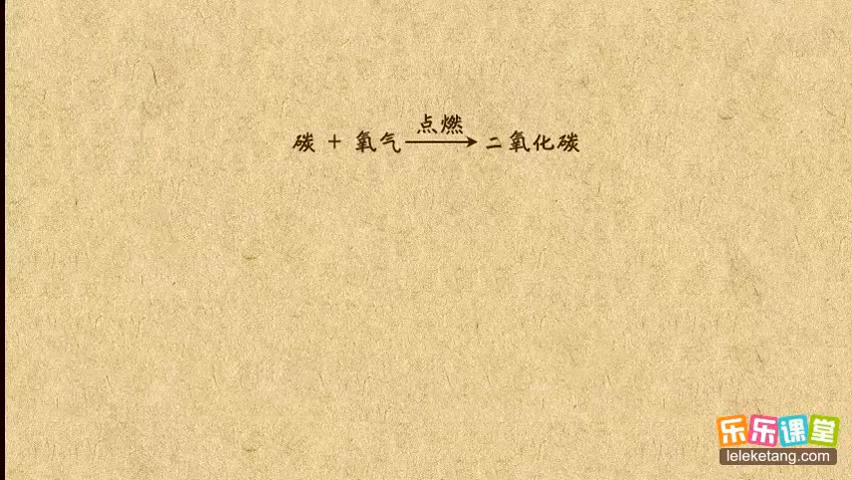 点燃
碳 + 氧气 → 二氧化碳
乐乐课堂
leleketang.com